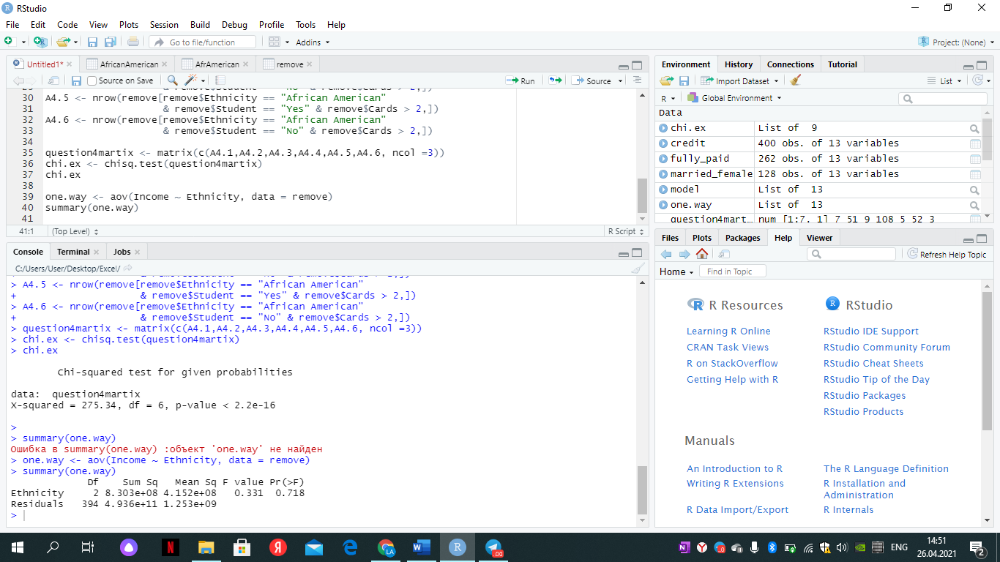 RStudio
File Edit Code View Plots Session Build Debug Profile Tools Help
Go to file/function Addins Project: (None)
Untitled1* AfricanAmerican AfrAmerican remove
Source on Save Run Source
30 A4.5 <- nrow(remove[remove$Ethnicity == "African American"
31 & remove$Student == "Yes" & remove$Cards > 2,])
32 A4.6 <- nrow(remove[remove$Ethnicity == "African American"
33 & remove$Student == "No" & remove$Cards > 2,])
34
35 question4martix <- matrix(c(A4.1,A4.2,A4.3,A4.4,A4.5,A4.6, ncol =3))
36 chi.ex <- chisq.test(question4martix)
37 chi.ex
38
39 one.way <- aov(Income ~ Ethnicity, data = remove)
40 summary(one.way)
41
41:1 (Top Level) R Script
Console Terminal Jobs
C:/Users/User/Desktop/Excel/
> A4.5 <- nrow(remove[remove$Ethnicity == "African American"
+ & remove$Student == "Yes" & remove$Cards > 2,])
> A4.6 <- nrow(remove[remove$Ethnicity == "African American"
+ & remove$Student == "No" & remove$Cards > 2,])
> question4martix <- matrix(c(A4.1,A4.2,A4.3,A4.4,A4.5,A4.6, ncol =3))
> chi.ex <- chisq.test(question4martix)
> chi.ex
Chi-squared test for given probabilities
data: question4martix
X-squared = 275.34, df = 6, p-value < 2.2e-16
>
> summary(one.way)
Ошибка в summary(one.way) :объект 'one.way' не найден
> one.way <- aov(Income ~ Ethnicity, data = remove)
> summary(one.way)
Df Sum Sq Mean Sq F value Pr(>F)
Ethnicity 2 8.303e+08 4.152e+08 0.331 0.718
Residuals 394 4.936e+11 1.253e+09
>
Environment History Connections Tutorial
Import Dataset List
R Global Environment
Data
chi.ex List of 9
credit 400 obs. of 13 variables
fully_paid 262 obs. of 13 variables
married_female 128 obs. of 13 variables
model List of 13
one.way List of 13
question4mart… num [1:7, 1] 7 51 9 108 5 52 3
Files Plots Packages Help Viewer
Refresh Help Topic
Home Find in Topic
R Resources
Learning R Online
CRAN Task Views
R on StackOverflow
Getting Help with R
RStudio
RStudio IDE Support
RStudio Community Forum
RStudio Cheat Sheets
RStudio Tip of the Day
RStudio Packages
RStudio Products
Manuals
An Introduction to R
Writing R Extensions
R Data Import/Export
The R Language Definition
R Installation and
Administration
R Internals
ENG 14:51
26.04.2021